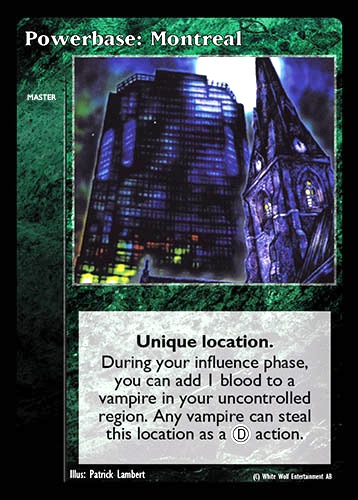 Powerbase: Montreal
MASTER
Unique location.
During your influence phase,
you can add 1 blood to a
vampire in your uncontrolled
region. Any vampire can steal
this location as a Ⓓ action.
Illus: Patrick Lambert
(C) White Wolf Entertainment AB